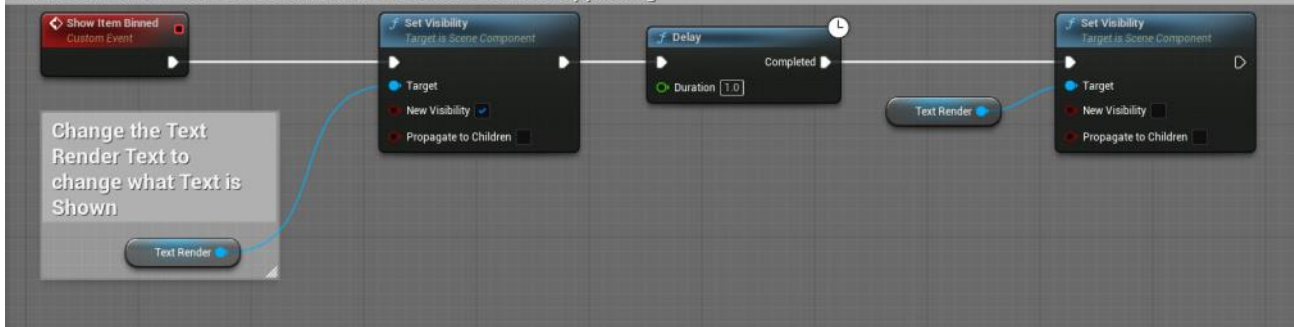 Show Item Binned
Custom Event
Set Visibility
Target is Scene Component
Target
New Visibility
Propagate to Children
Delay
Completed
Duration 1.0
Text Render
Set Visibility
Target is Scene Component
Target
New Visibility
Propagate to Children
Change the Text
Render Text to
change what Text is
Shown
Text Render